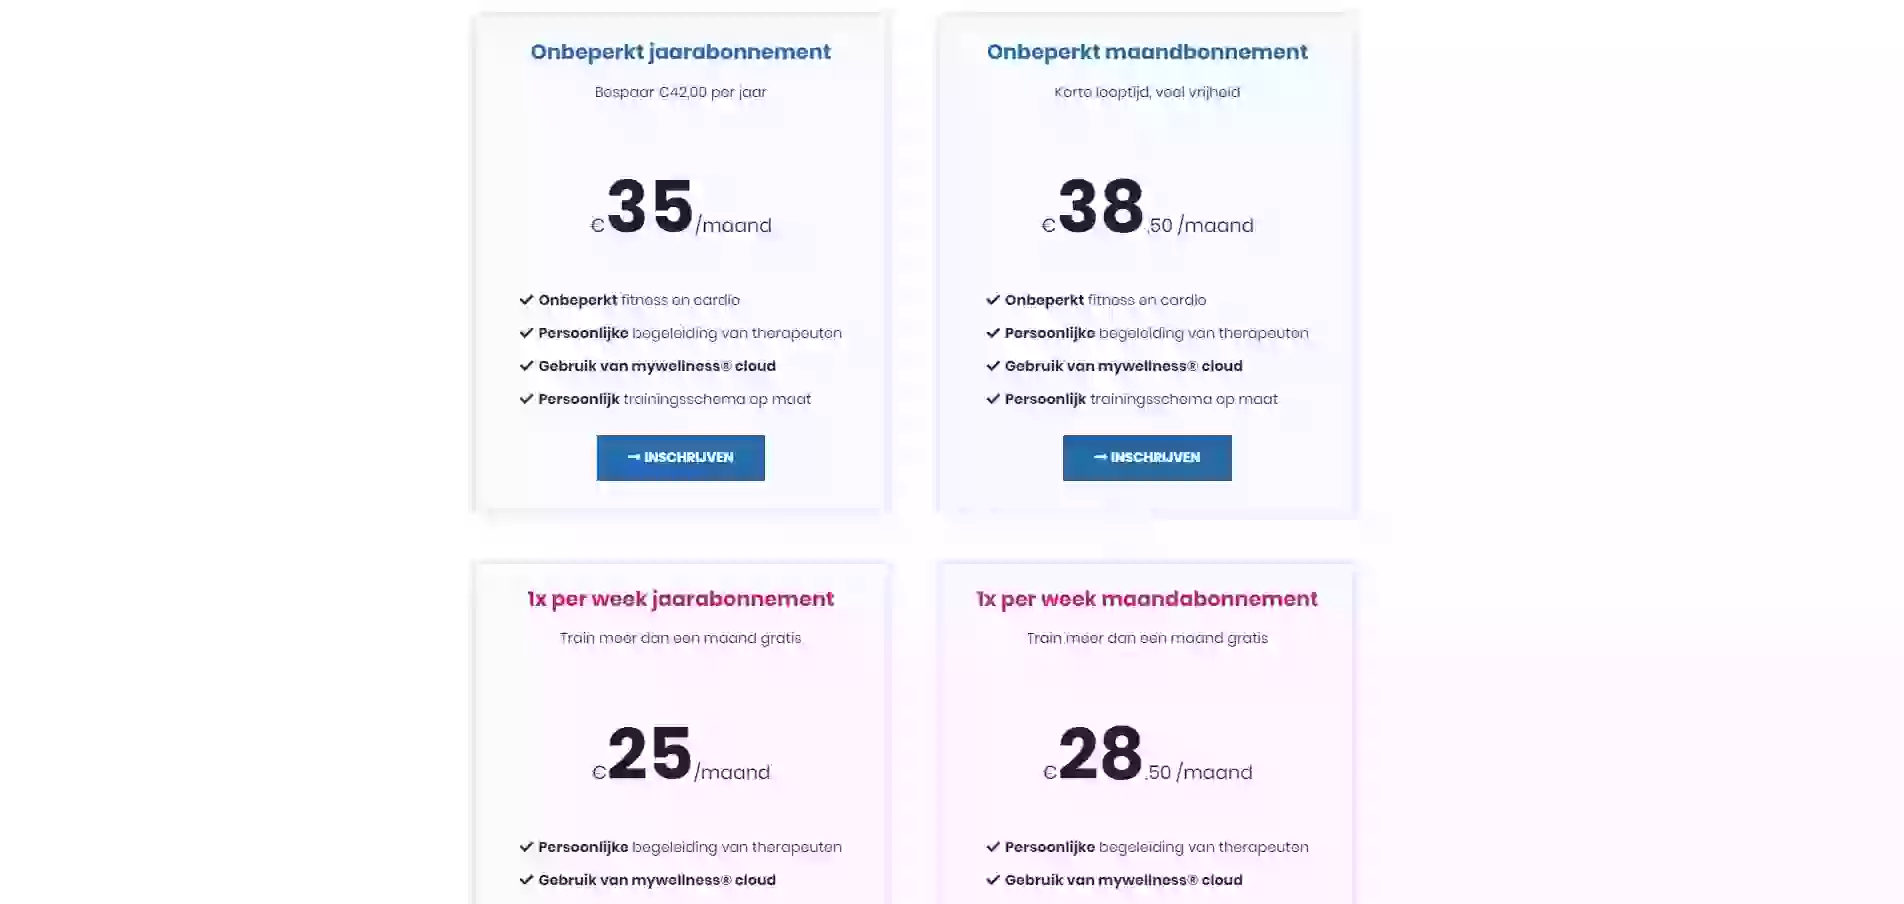 Onbeperkt jaarabonnement
Bespaar €42,00 per jaar
€35/maand
Onbeperkt fitness en cardio
Persoonlijke begeleiding van therapeuten
Gebruik van mywellness® cloud
Persoonlijk trainingsschema op maat
→ INSCHRIJVEN
Onbeperkt maandbonnement
Korte looptijd, veel vrijheid
€38,50 /maand
Onbeperkt fitness en cardio
Persoonlijke begeleiding van therapeuten
Gebruik van mywellness® cloud
Persoonlijk trainingsschema op maat
→ INSCHRIJVEN
1x per week jaarabonnement
Train meer dan een maand gratis
€25/maand
Persoonlijke begeleiding van therapeuten
Gebruik van mywellness® cloud
1x per week maandabonnement
Train meer dan een maand gratis
€28.50 /maand
Persoonlijke begeleiding van therapeuten
Gebruik van mywellness® cloud